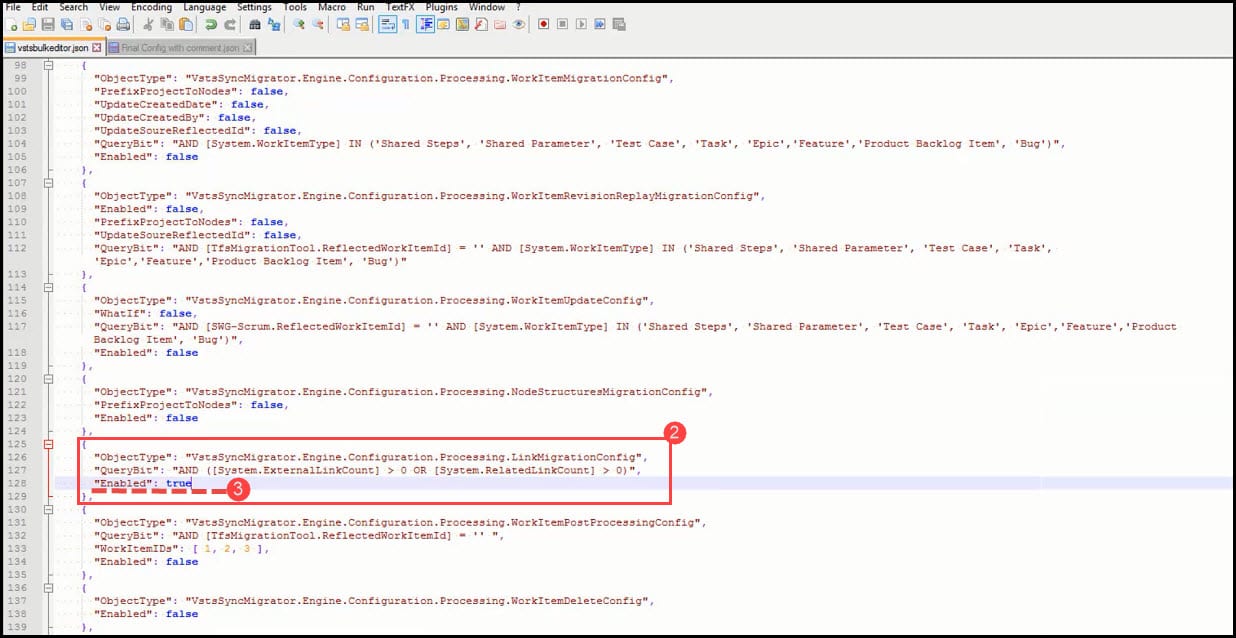 File Edit Search View Encoding Language Settings Tools Macro Run TextFX Plugins Window ?
vstsbulkeditor.json Final Config with comment.json
98 {
99 "ObjectType": "VstsSyncMigrator.Engine.Configuration.Processing.WorkItemMigrationConfig",
100 "PrefixProjectToNodes": false,
101 "UpdateCreatedDate": false,
102 "UpdateCreatedBy": false,
103 "UpdateSoureReflectedId": false,
104 "QueryBit": "AND [System.WorkItemType] IN ('Shared Steps', 'Shared Parameter', 'Test Case', 'Task', 'Epic','Feature','Product Backlog Item', 'Bug')",
105 "Enabled": false
106 },
107 {
108 "ObjectType": "VstsSyncMigrator.Engine.Configuration.Processing.WorkItemRevisionReplayMigrationConfig",
109 "Enabled": false,
110 "PrefixProjectToNodes": false,
111 "UpdateSoureReflectedId": false,
112 "QueryBit": "AND [TfsMigrationTool.ReflectedWorkItemId] = '' AND [System.WorkItemType] IN ('Shared Steps', 'Shared Parameter', 'Test Case', 'Task',
'Epic','Feature','Product Backlog Item', 'Bug')"
113 },
114 {
115 "ObjectType": "VstsSyncMigrator.Engine.Configuration.Processing.WorkItemUpdateConfig",
116 "WhatIf": false,
117 "QueryBit": "AND [SWG-Scrum.ReflectedWorkItemId] = '' AND [System.WorkItemType] IN ('Shared Steps', 'Shared Parameter', 'Test Case', 'Task', 'Epic','Feature','Product
Backlog Item', 'Bug')",
118 "Enabled": false
119 },
120 {
121 "ObjectType": "VstsSyncMigrator.Engine.Configuration.Processing.NodeStructuresMigrationConfig",
122 "PrefixProjectToNodes": false,
123 "Enabled": false
124 },
2
125 {
126 "ObjectType": "VstsSyncMigrator.Engine.Configuration.Processing.LinkMigrationConfig",
127 "QueryBit": "AND ([System.ExternalLinkCount] > 0 OR [System.RelatedLinkCount] > 0)",
128 "Enabled": true
3
129 },
130 {
131 "ObjectType": "VstsSyncMigrator.Engine.Configuration.Processing.WorkItemPostProcessingConfig",
132 "QueryBit": "AND [TfsMigrationTool.ReflectedWorkItemId] = '' ",
133 "WorkItemIDs": [ 1, 2, 3 ],
134 "Enabled": false
135 },
136 {
137 "ObjectType": "VstsSyncMigrator.Engine.Configuration.Processing.WorkItemDeleteConfig",
138 "Enabled": false
139 },